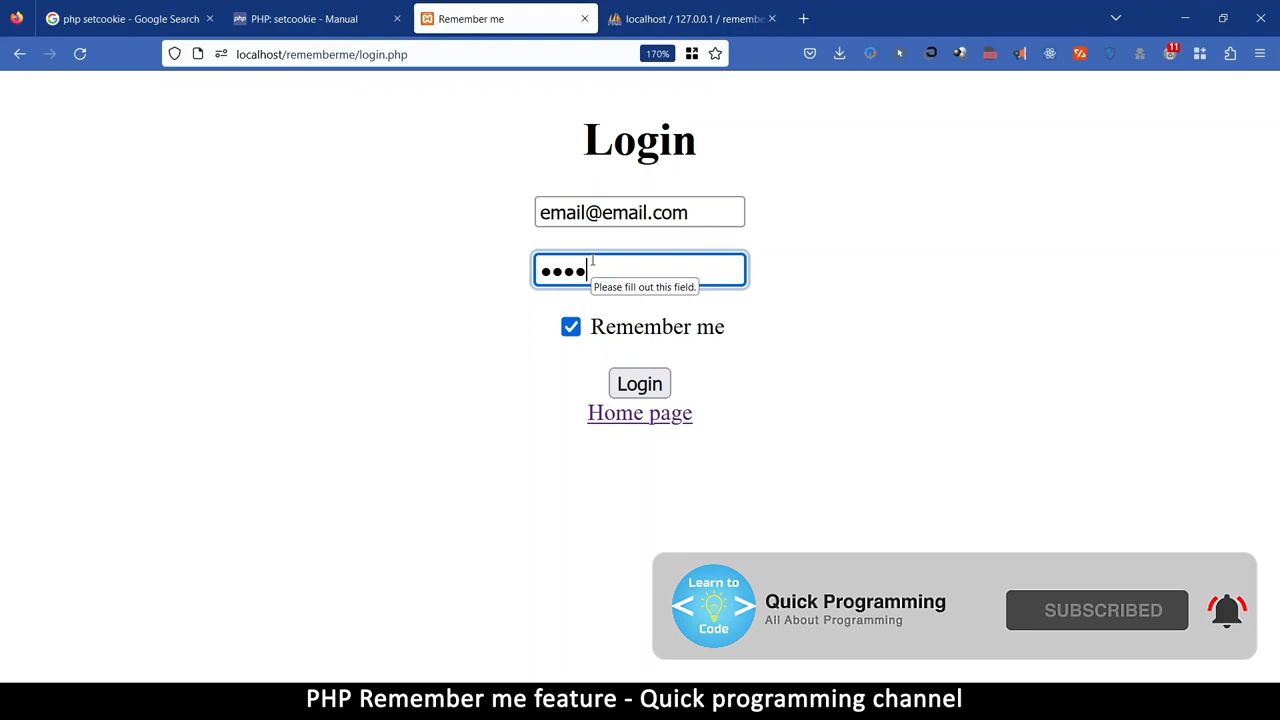 php setcookie - Google Search
PHP: setcookie - Manual
Remember me
localhost / 127.0.0.1 / remembe
localhost/rememberme/login.php
170%
11
Login
email@email.com
Please fill out this field.
Remember me
Login
Home page
Learn to
Code
Quick Programming
All About Programming
SUBSCRIBED
PHP Remember me feature - Quick programming channel